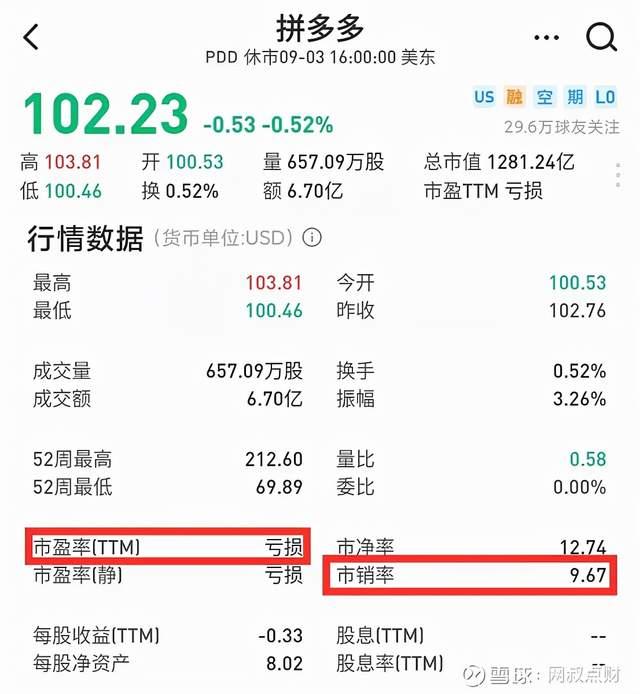 拼多多
PDD 休市09-03 16:00:00 美东
102.23 -0.53 -0.52%
US 融 空 期 L0
29.6万球友关注
高 103.81 开 100.53 量 657.09万股 总市值 1281.24亿
低 100.46 换 0.52% 额 6.70亿 市盈TTM 亏损
行情数据 (货币单位:USD)
最高 103.81 今开 100.53
最低 100.46 昨收 102.76
成交量 657.09万股 换手 0.52%
成交额 6.70亿 振幅 3.26%
52周最高 212.60 量比 0.58
52周最低 69.89 委比 0.00%
市盈率(TTM) 亏损 市净率 12.74
市盈率(静) 亏损 市销率 9.67
每股收益(TTM) -0.33 股息(TTM) --
每股净资产 8.02 股息率(TTM) --
雪球: 网叔点财